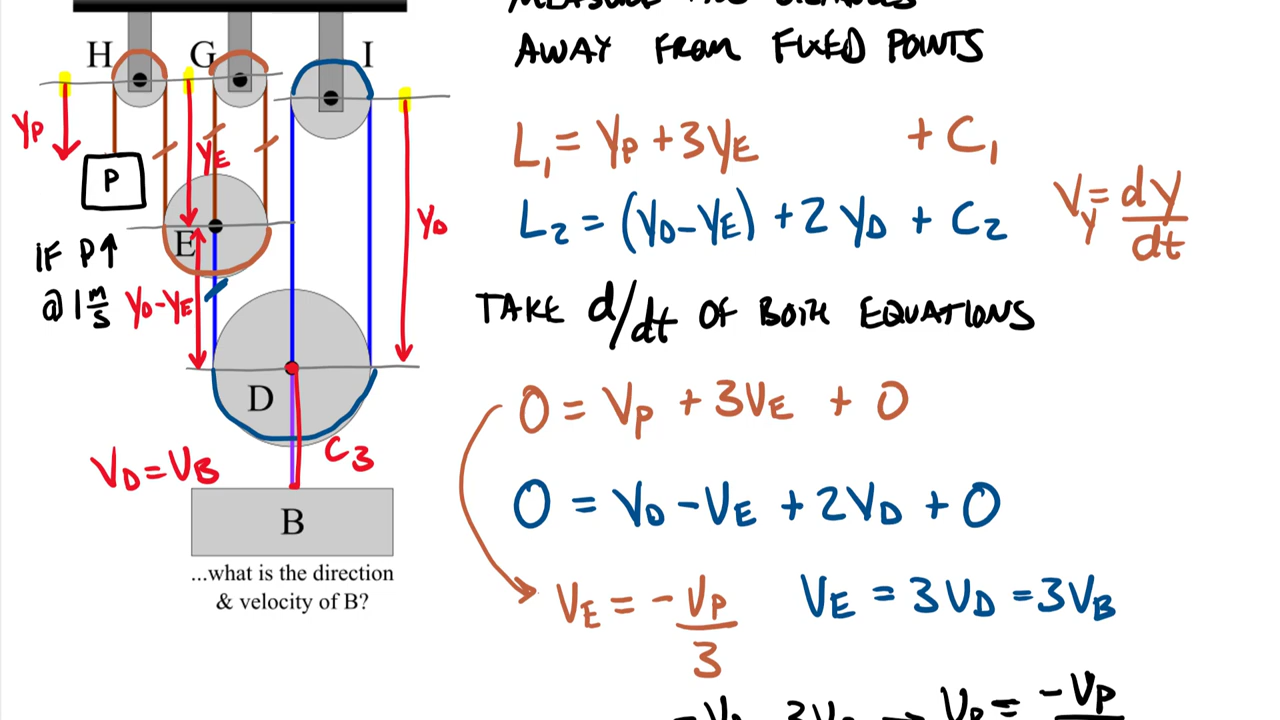 AWAY FROM FIXED POINTS
H G I
YP
YE
P
YD
E
IF P↑
@ 1 m/s
YD-YE
D
C3
VD=VB
B
...what is the direction
& velocity of B?
L1 = YP + 3YE + C1
L2 = (YD-YE) + 2YD + C2
Vy = dy/dt
TAKE d/dt OF BOTH EQUATIONS
0 = VP + 3VE + 0
0 = VD - VE + 2VD + 0
VE = -VP/3
VE = 3VD = 3VB